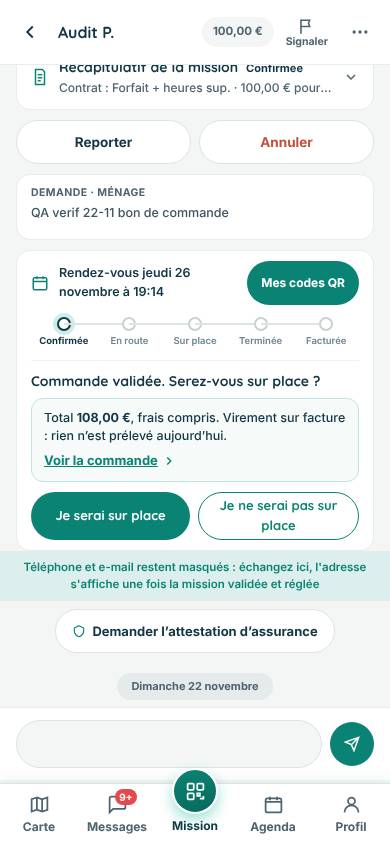 Audit P.
100,00 €
Signaler
Récapitulatif de la mission Confirmée
Contrat : Forfait + heures sup. · 100,00 € pour…
Reporter
Annuler
DEMANDE · MÉNAGE
QA verif 22-11 bon de commande
Rendez-vous jeudi 26
novembre à 19:14
Mes codes QR
Confirmée
En route
Sur place
Terminée
Facturée
Commande validée. Serez-vous sur place ?
Total 108,00 €, frais compris. Virement sur facture
: rien n’est prélevé aujourd’hui.
Voir la commande
Je serai sur place
Je ne serai pas sur
place
Téléphone et e-mail restent masqués : échangez ici, l'adresse
s'affiche une fois la mission validée et réglée
Demander l’attestation d’assurance
Dimanche 22 novembre
9+
Carte
Messages
Mission
Agenda
Profil